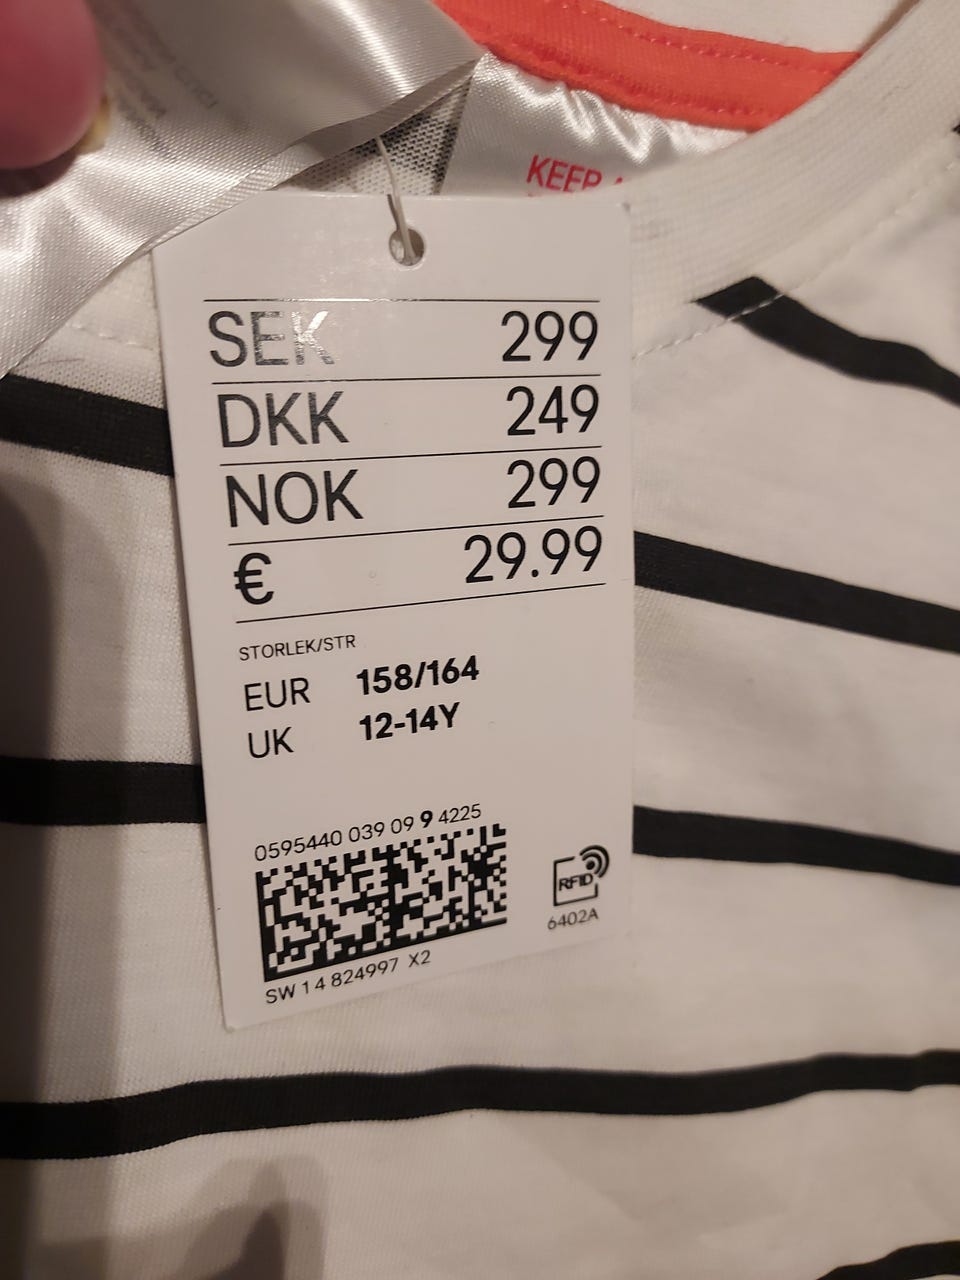 KEEP
SEK 299
DKK 249
NOK 299
€ 29.99
STORLEK/STR
EUR 158/164
UK 12-14Y
0595440 039 09 9 4225
RFID
6402A
SW 14 824997 X2